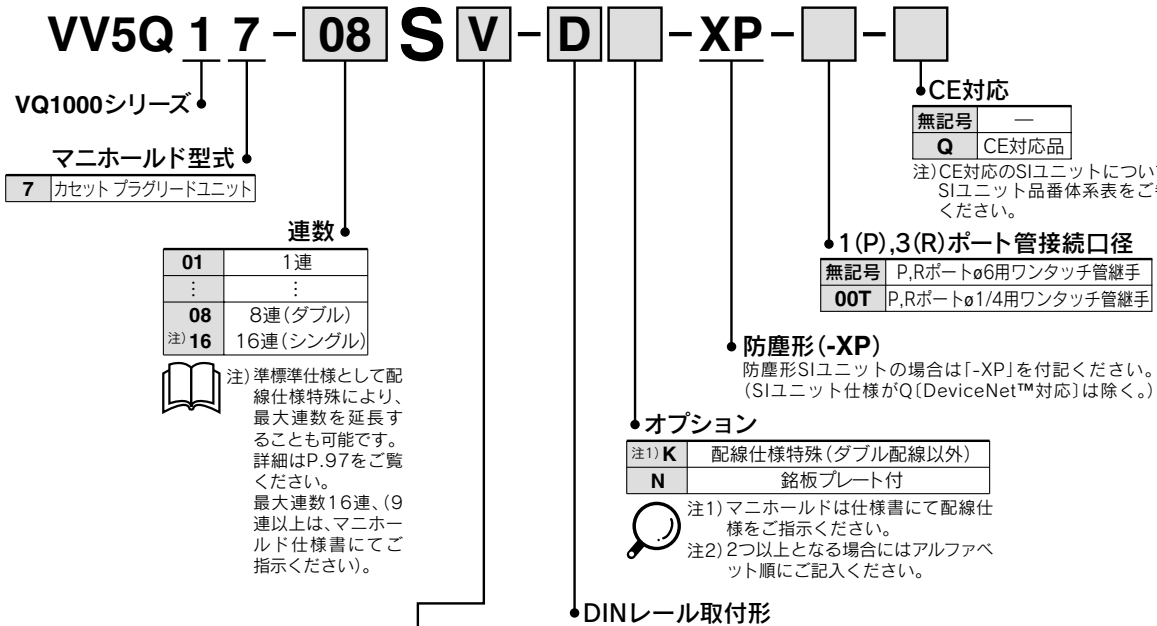 VV5Q 1 7 - 08 S V - D - XP - -
CE対応
無記号 —
Q CE対応品
注)CE対応のSIユニットについ
SIユニット品番体系表をご
ください。
VQ1000シリーズ
マニホールド型式
7 カセット プラグリードユニット
連数
01 1連
⋮ ⋮
08 8連(ダブル)
注) 16 16連(シングル)
注) 準標準仕様として配
線仕様特殊により、
最大連数を延長す
ることも可能です。
詳細はP.97をご覧
ください。
最大連数16連、(9
連以上は、マニホー
ルド仕様書にてご
指示ください)。
1(P),3(R)ポート管接続口径
無記号 P,Rポートø6用ワンタッチ管継手
00T P,Rポートø1/4用ワンタッチ管継手
防塵形(-XP)
防塵形SIユニットの場合は「-XP」を付記ください。
(SIユニット仕様がQ〔DeviceNet™対応〕は除く。)
オプション
注1) K 配線仕様特殊(ダブル配線以外)
N 銘板プレート付
注1) マニホールドは仕様書にて配線仕
様をご指示ください。
注2) 2つ以上となる場合にはアルファベ
ット順にご記入ください。
DINレール取付形